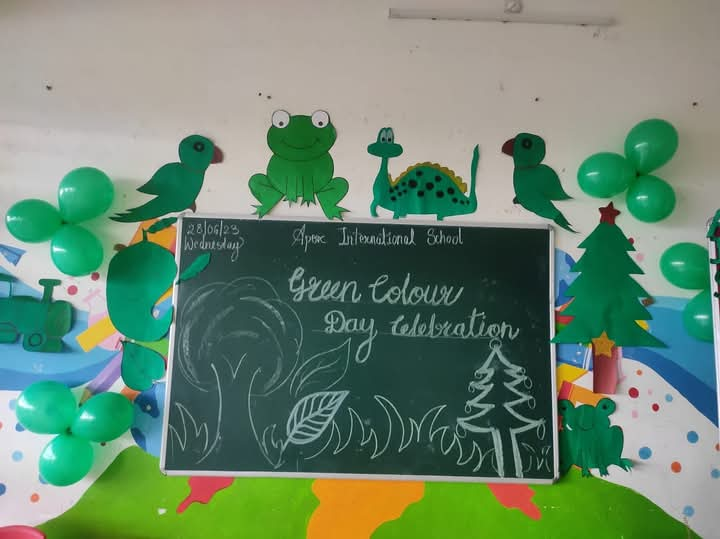 28/06/23
Wednesday
Apex International School
Green Colour
Day Celebration